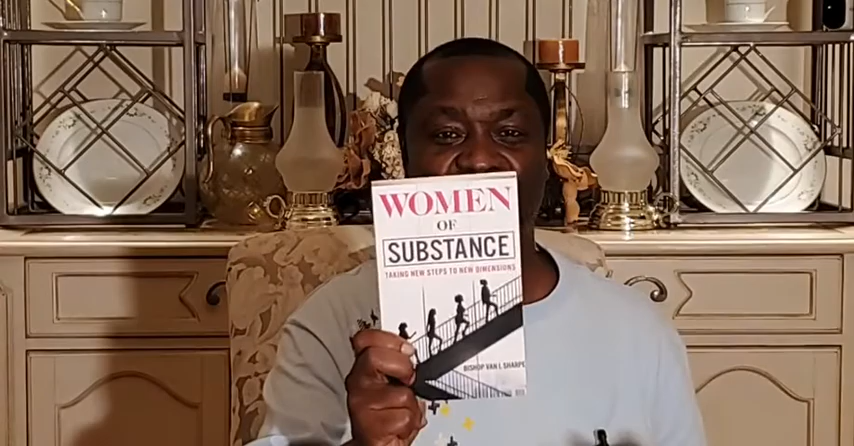 WOMEN
OF
SUBSTANCE
TAKING NEW STEPS TO NEW DIMENSIONS
BISHOP VAN L SHARPE